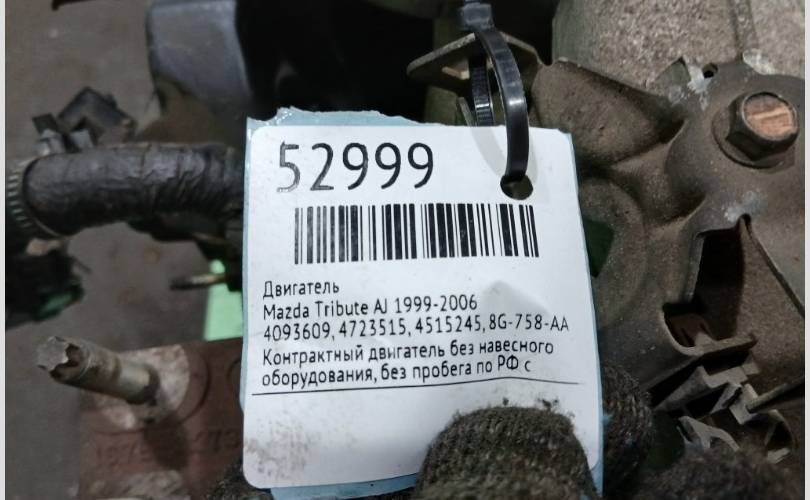 52999
Двигатель
Mazda Tribute AJ 1999-2006
4093609, 4723515, 4515245, 8G-758-AA
Контрактный двигатель без навесного
оборудования, без пробега по РФ с